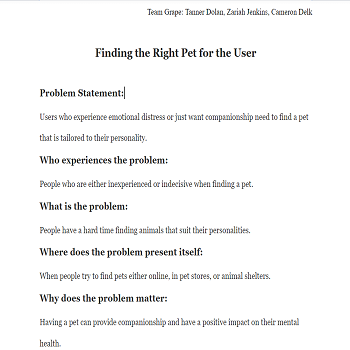 Team Grape: Tanner Dolan, Zariah Jenkins, Cameron Delk
Finding the Right Pet for the User
Problem Statement:
Users who experience emotional distress or just want companionship need to find a pet
that is tailored to their personality.
Who experiences the problem:
People who are either inexperienced or indecisive when finding a pet.
What is the problem:
People have a hard time finding animals that suit their personalities.
Where does the problem present itself:
When people try to find pets either online, in pet stores, or animal shelters.
Why does the problem matter:
Having a pet can provide companionship and have a positive impact on their mental
health.